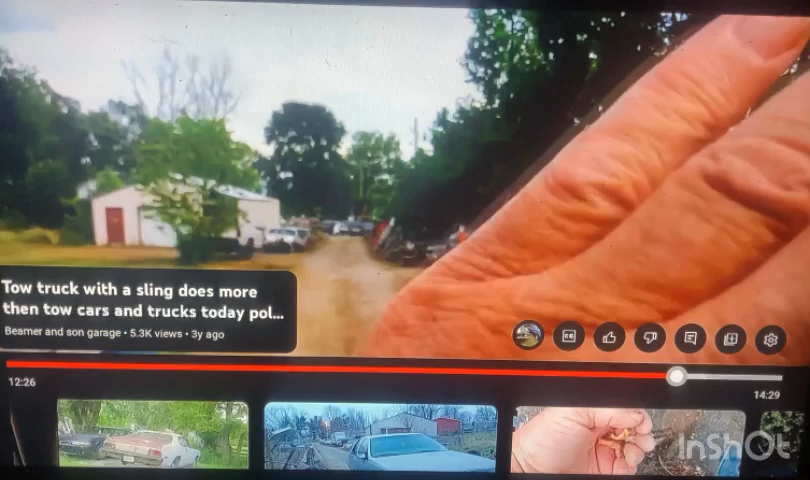 Tow truck with a sling does more
then tow cars and trucks today pol...
Beamer and son garage • 5.3K views • 3y ago
CC
12:26
14:29
InShOt